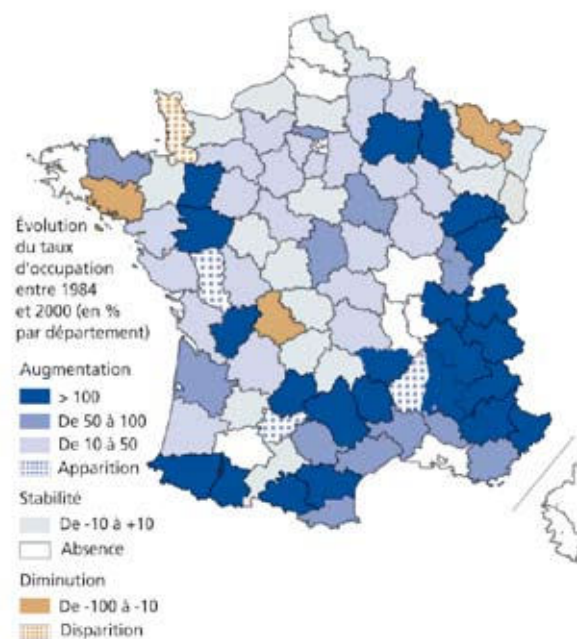 Évolution
du taux
d'occupation
entre 1984
et 2000 (en %
par département)
Augmentation
> 100
De 50 à 100
De 10 à 50
Apparition
Stabilité
De -10 à +10
Absence
Diminution
De -100 à -10
Disparition